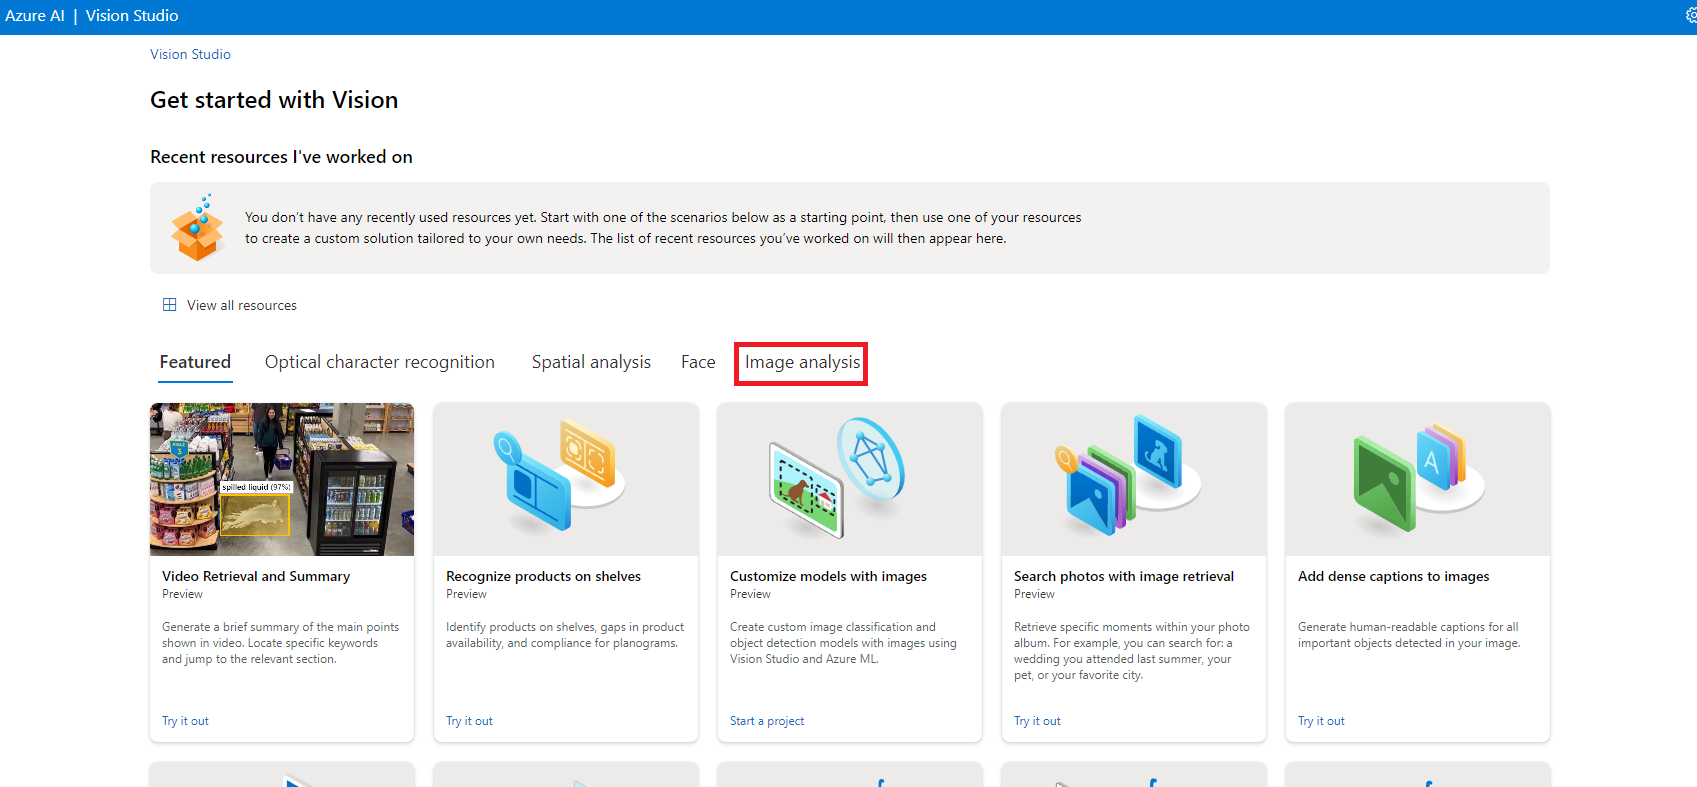 Azure AI | Vision Studio
Vision Studio
Get started with Vision
Recent resources I've worked on
You don’t have any recently used resources yet. Start with one of the scenarios below as a starting point, then use one of your resources
to create a custom solution tailored to your own needs. The list of recent resources you’ve worked on will then appear here.
View all resources
Featured
Optical character recognition
Spatial analysis
Face
Image analysis
AISLE 3
spilled liquid (97%)
Video Retrieval and Summary
Preview
Generate a brief summary of the main points
shown in video. Locate specific keywords
and jump to the relevant section.
Try it out
Recognize products on shelves
Preview
Identify products on shelves, gaps in product
availability, and compliance for planograms.
Try it out
Customize models with images
Preview
Create custom image classification and
object detection models with images using
Vision Studio and Azure ML.
Start a project
Search photos with image retrieval
Preview
Retrieve specific moments within your photo
album. For example, you can search for: a
wedding you attended last summer, your
pet, or your favorite city.
Try it out
A
Add dense captions to images
Preview
Generate human-readable captions for all
important objects detected in your image.
Try it out